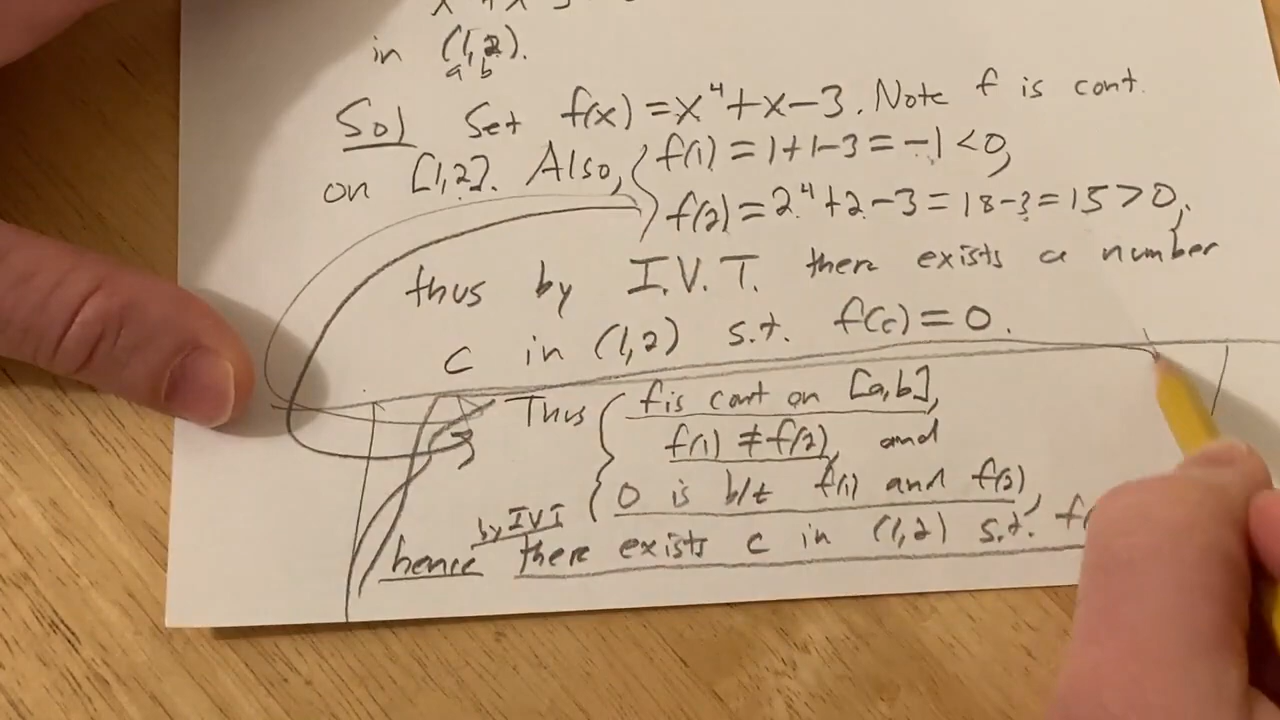 in (1,2).
a b
Sol Set f(x) = x⁴+x-3. Note f is cont.
on [1,2]. Also, f(1) = 1+1-3 = -1 < 0,
f(2) = 2⁴+2-3 = 18-3 = 15 > 0,
thus by I.V.T. there exists a number
c in (1,2) s.t. f(c) = 0.
Thus f is cont on [a,b],
f(1) ≠ f(2), and
0 is b/t f(1) and f(2),
by IVT
hence there exists c in (1,2) s.t.